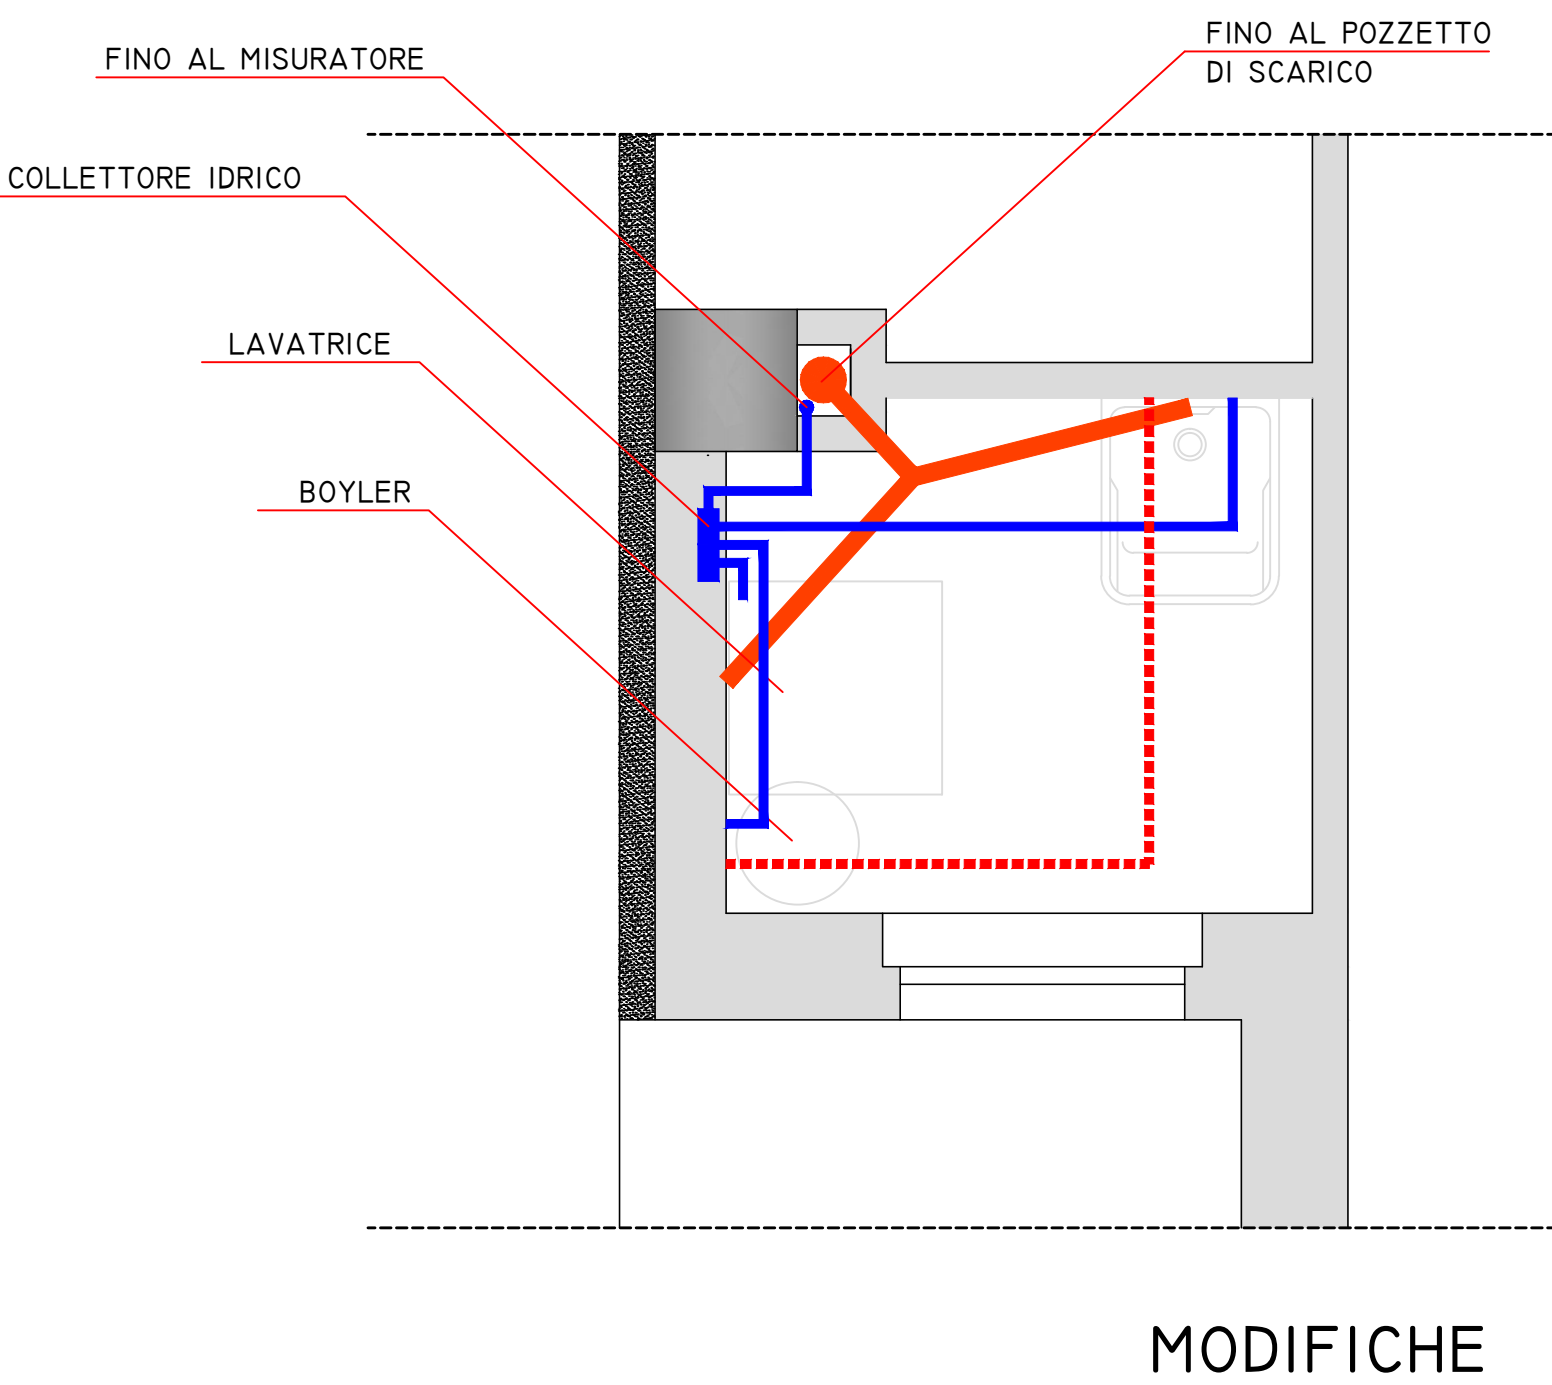 FINO AL POZZETTO
DI SCARICO
FINO AL MISURATORE
COLLETTORE IDRICO
LAVATRICE
BOYLER
MODIFICHE